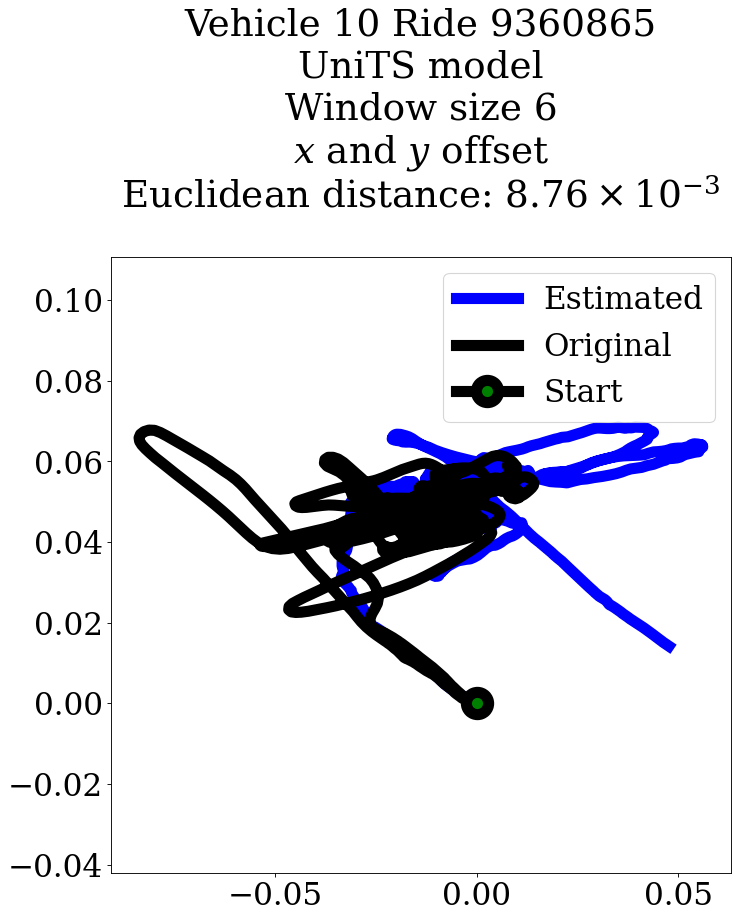 Vehicle 10 Ride 9360865
UniTS model
Window size 6
x and y offset
Euclidean distance: 8.76 × 10⁻³
Estimated
Original
Start
0.10
0.08
0.06
0.04
0.02
0.00
−0.02
−0.04
−0.05 0.00 0.05